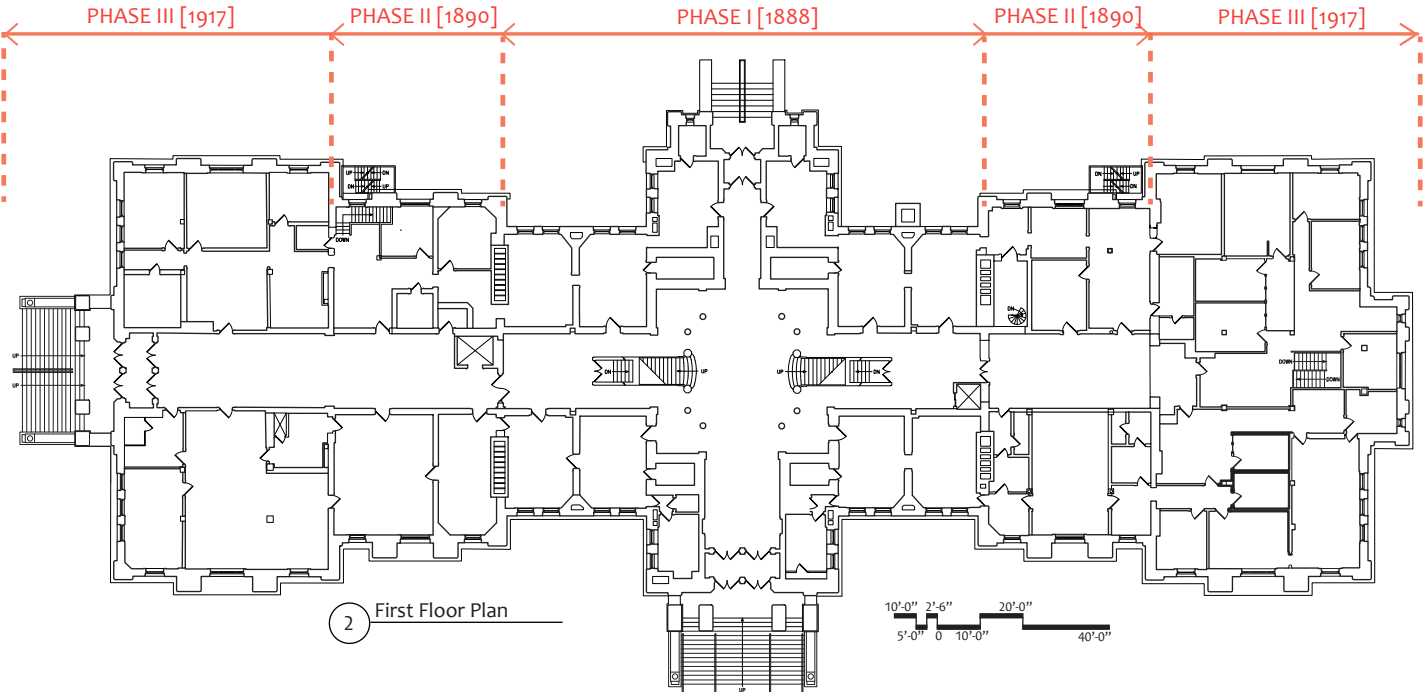 PHASE III [1917]
PHASE II [1890]
PHASE I [1888]
PHASE II [1890]
PHASE III [1917]
UP
DN
DN
UP
DN
UP
UP
DN
DOWN
DN
UP
UP
DN
UP
UP
DN
DOWN
DOWN
2
First Floor Plan
10'-0" 2'-6" 20'-0"
5'-0" 0 10'-0" 40'-0"
UP